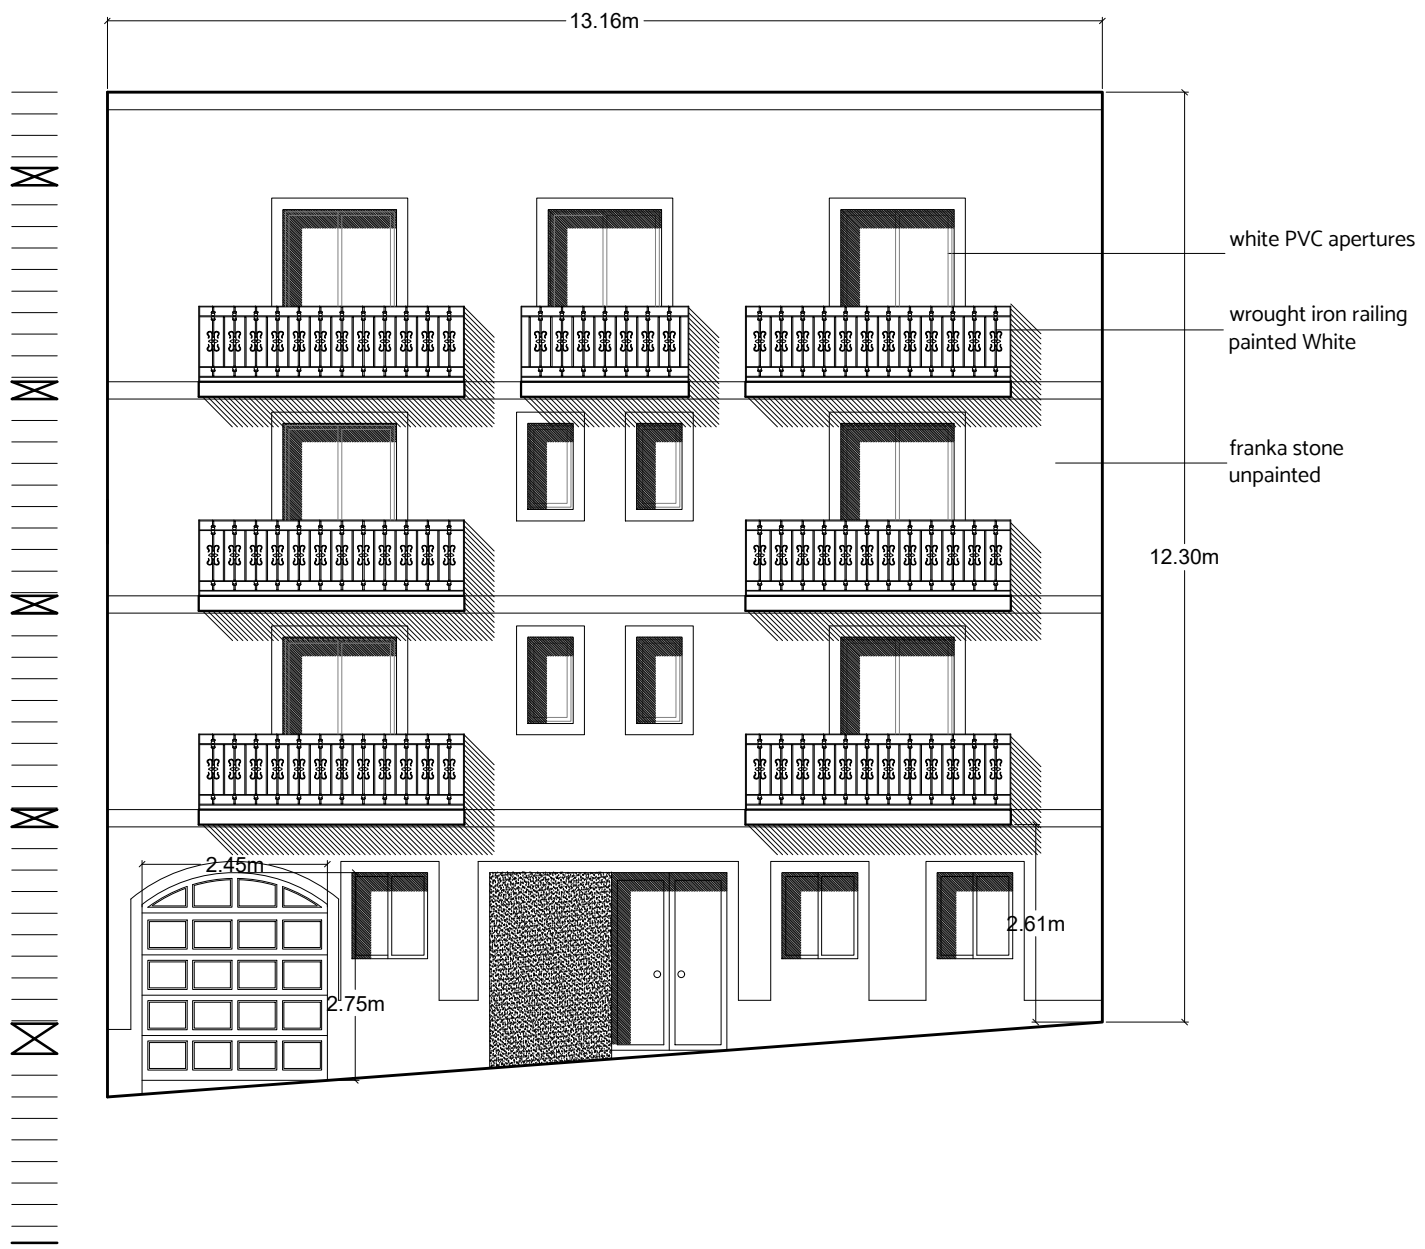 13.16m
white PVC apertures
wrought iron railing
painted White
franka stone
unpainted
12.30m
2.45m
2.61m
2.75m